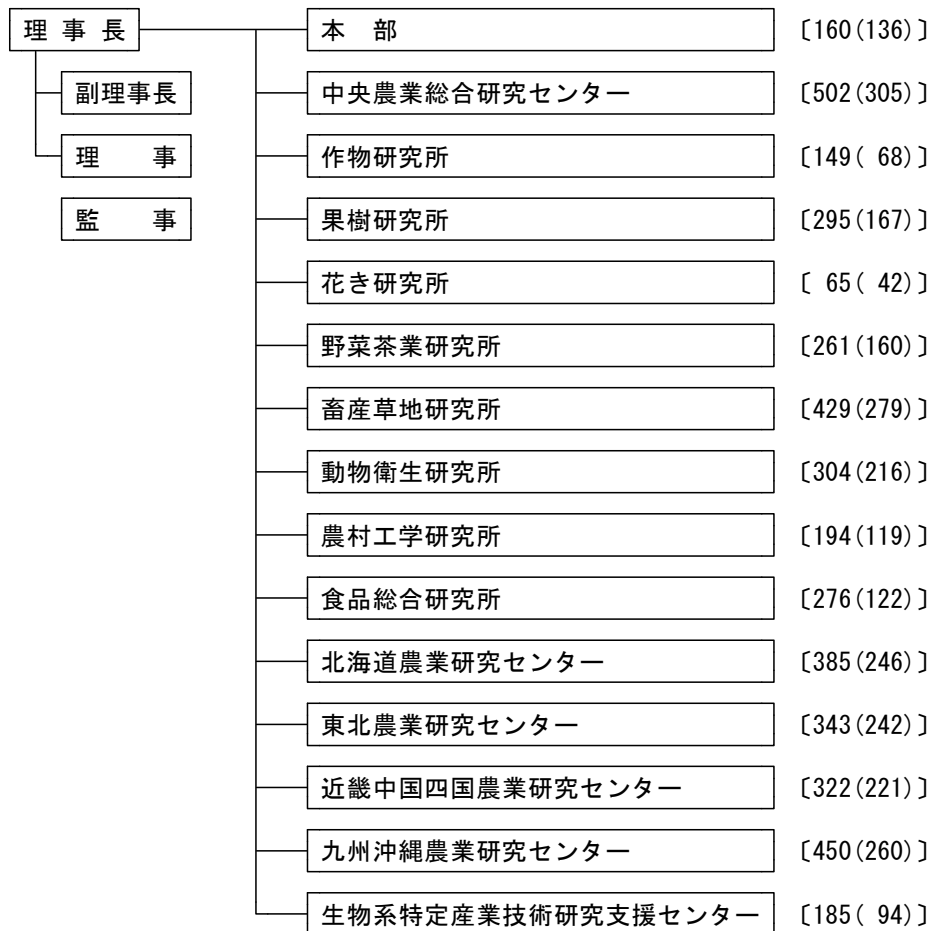 理事長 本部 〔160(136)〕
副理事長 中央農業総合研究センター 〔502(305)〕
理事 作物研究所 〔149( 68)〕
監事 果樹研究所 〔295(167)〕
花き研究所 〔 65( 42)〕
野菜茶業研究所 〔261(160)〕
畜産草地研究所 〔429(279)〕
動物衛生研究所 〔304(216)〕
農村工学研究所 〔194(119)〕
食品総合研究所 〔276(122)〕
北海道農業研究センター 〔385(246)〕
東北農業研究センター 〔343(242)〕
近畿中国四国農業研究センター 〔322(221)〕
九州沖縄農業研究センター 〔450(260)〕
生物系特定産業技術研究支援センター 〔185( 94)〕